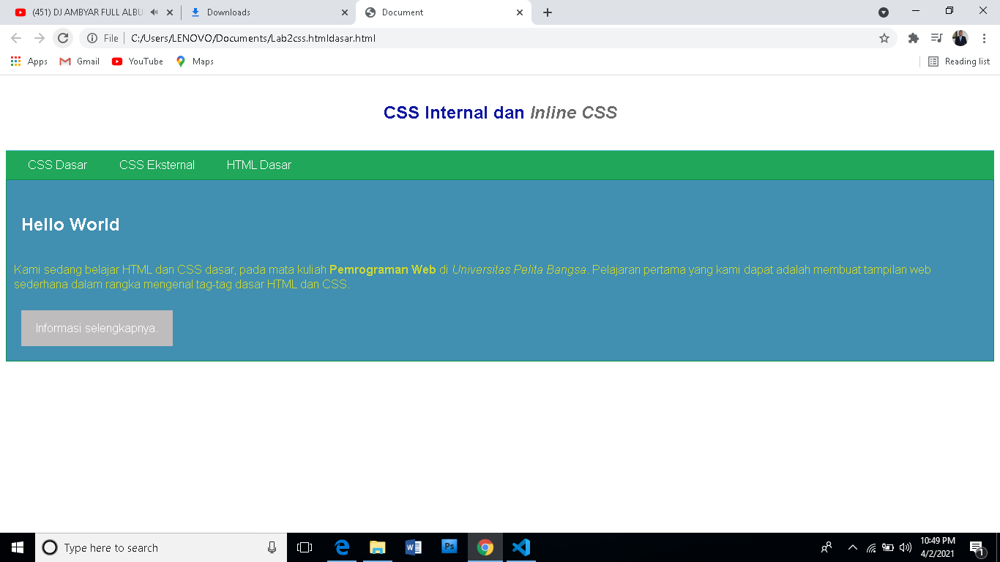 (451) DJ AMBYAR FULL ALBU
Downloads
Document
File
C:/Users/LENOVO/Documents/Lab2css.htmldasar.html
Apps
Gmail
YouTube
Maps
Reading list
CSS Internal dan Inline CSS
CSS Dasar
CSS Eksternal
HTML Dasar
Hello World
Kami sedang belajar HTML dan CSS dasar, pada mata kuliah Pemrograman Web di Universitas Pelita Bangsa. Pelajaran pertama yang kami dapat adalah membuat tampilan web
sederhana dalam rangka mengenal tag-tag dasar HTML dan CSS.
Informasi selengkapnya.
Type here to search
Ps
10:49 PM
4/2/2021
1